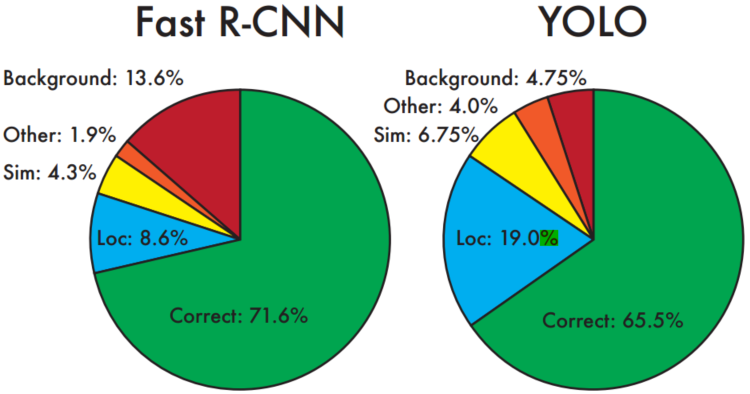 Fast R-CNN
Background: 13.6%
Other: 1.9%
Sim: 4.3%
Loc: 8.6%
Correct: 71.6%
YOLO
Background: 4.75%
Other: 4.0%
Sim: 6.75%
Loc: 19.0%
Correct: 65.5%